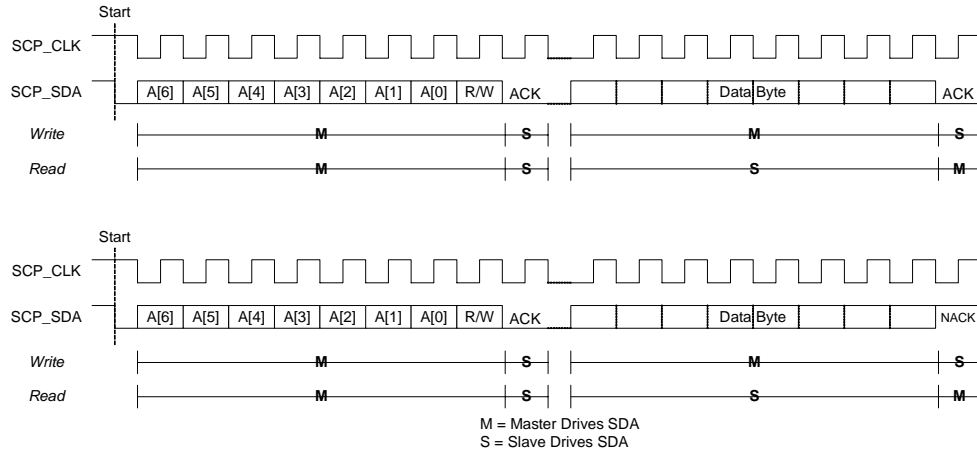 Start
SCP_CLK
SCP_SDA A[6] A[5] A[4] A[3] A[2] A[1] A[0] R/W ACK Data Byte ACK
Write M S M S
Read M S S M
Start
SCP_CLK
SCP_SDA A[6] A[5] A[4] A[3] A[2] A[1] A[0] R/W ACK Data Byte NACK
Write M S M S
Read M S S M
M = Master Drives SDA
S = Slave Drives SDA